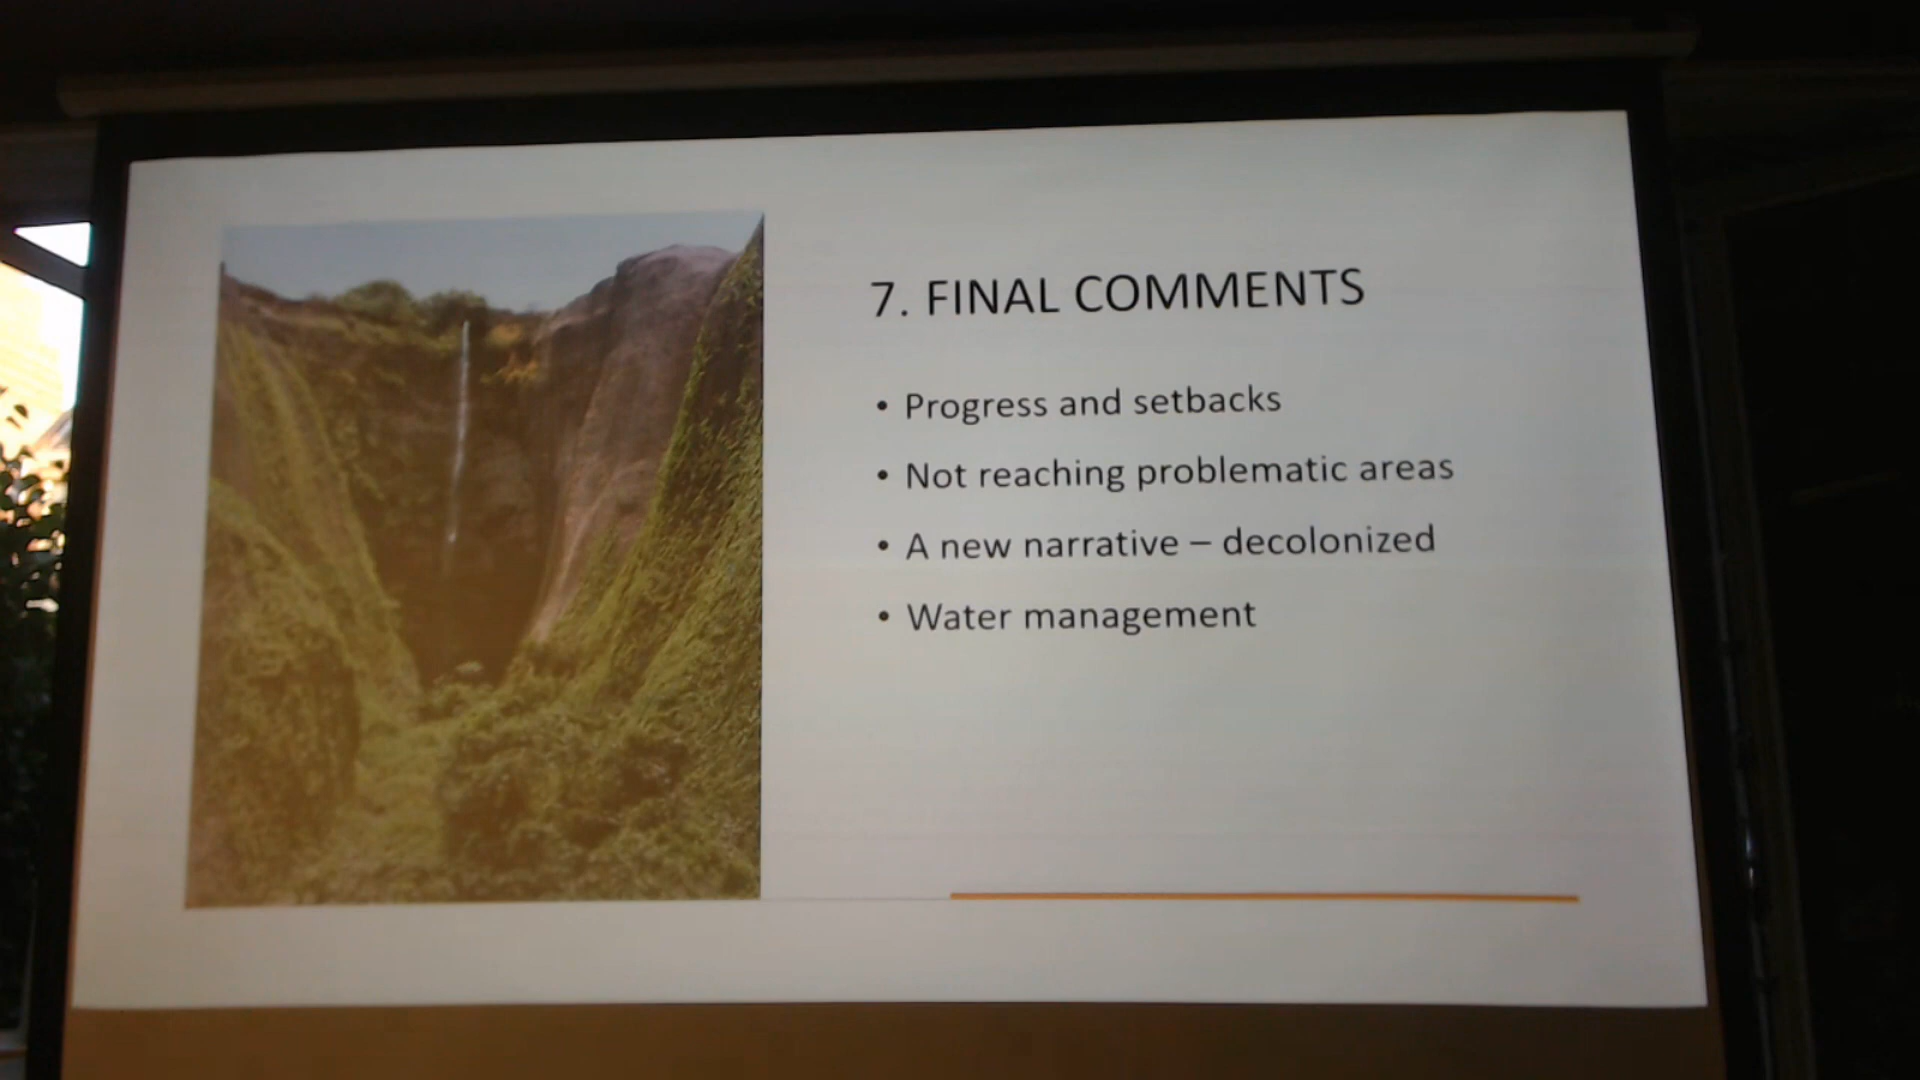 7. FINAL COMMENTS
• Progress and setbacks
• Not reaching problematic areas
• A new narrative – decolonized
• Water management